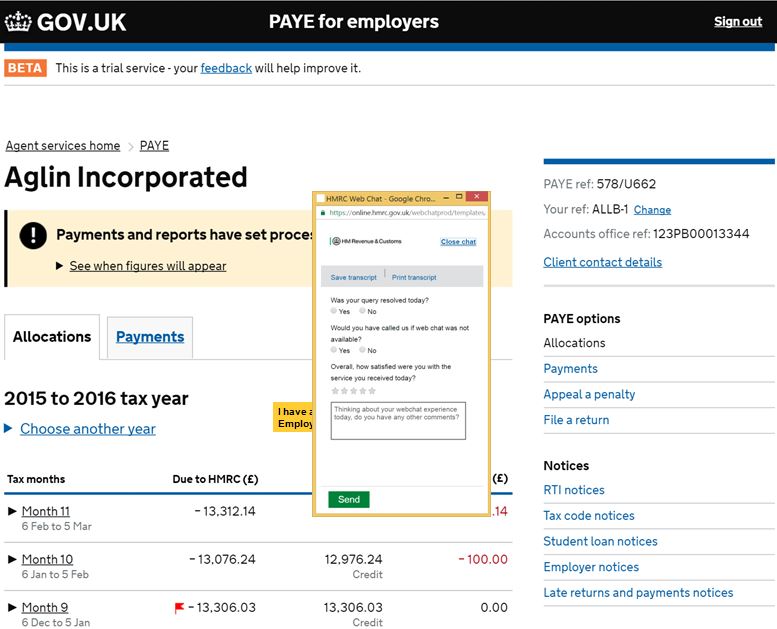 GOV.UK
PAYE for employers
Sign out
BETA This is a trial service - your feedback will help improve it.
Agent services home > PAYE
Aglin Incorporated
! Payments and reports have set proce
▶ See when figures will appear
Allocations
Payments
2015 to 2016 tax year
▶ Choose another year
I have a
Employ
Tax months Due to HMRC (£) (£)
▶ Month 11 − 13,312.14 .14
6 Feb to 5 Mar
▶ Month 10 − 13,076.24 12,976.24 − 100.00
6 Jan to 5 Feb Credit
▶ Month 9 − 13,306.03 13,306.03 0.00
6 Dec to 5 Jan Credit
HMRC Web Chat - Google Chro...
https://online.hmrc.gov.uk/webchatprod/templates
HM Revenue & Customs
Close chat
Save transcript | Print transcript
Was your query resolved today?
Yes No
Would you have called us if web chat was not
available?
Yes No
Overall, how satisfied were you with the
service you received today?
Thinking about your webchat experience
today, do you have any other comments?
Send
PAYE ref: 578/U662
Your ref: ALLB-1 Change
Accounts office ref: 123PB00013344
Client contact details
PAYE options
Allocations
Payments
Appeal a penalty
File a return
Notices
RTI notices
Tax code notices
Student loan notices
Employer notices
Late returns and payments notices